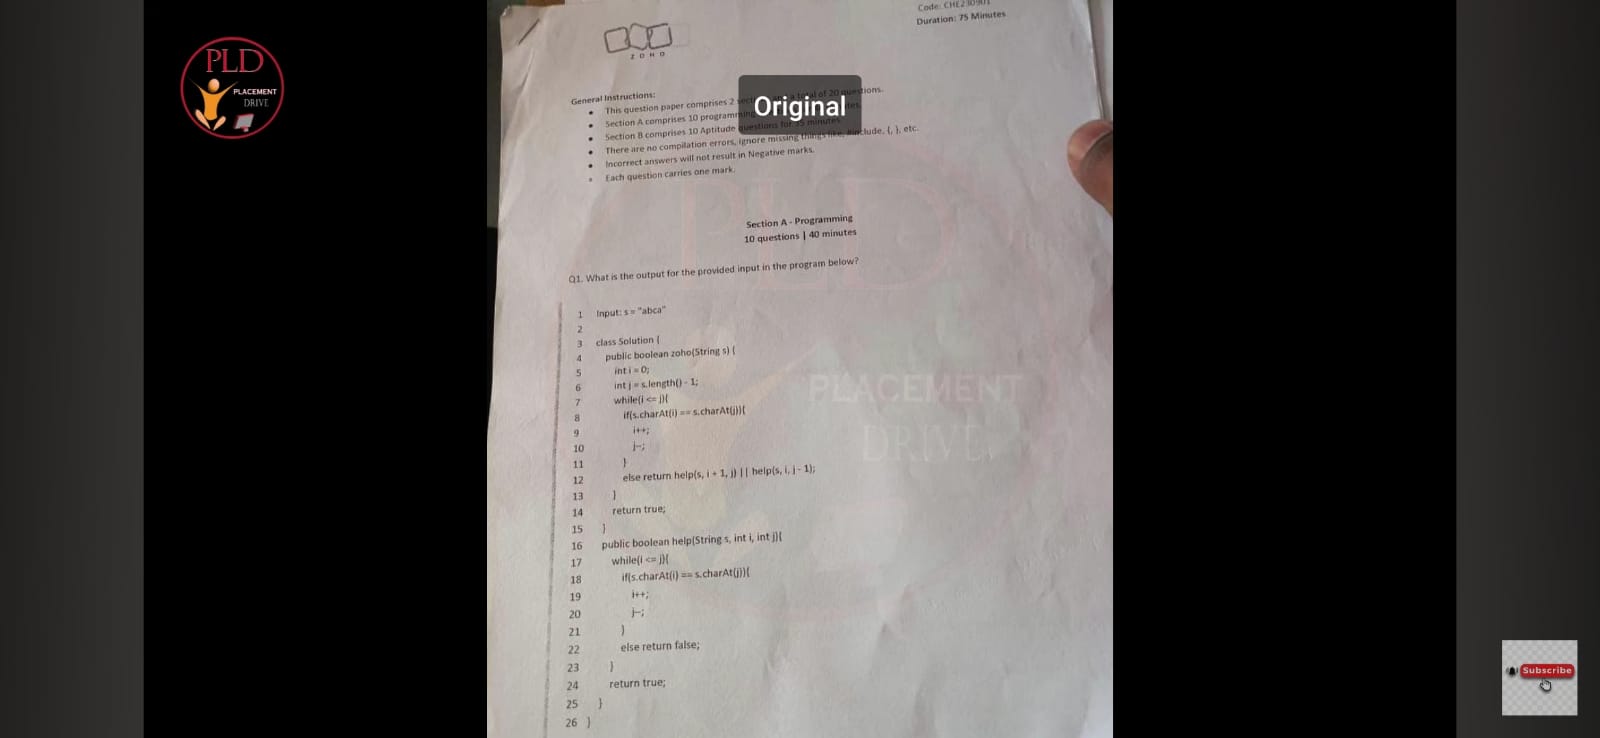 PLD
PLACEMENT
DRIVE
ZOHO
Duration: 75 Minutes
Original
General Instructions:
This question paper comprises 2 total of 20 questions.
Section A comprises 10 programming
Section B comprises 10 Aptitude questions for 35 minutes.
There are no compilation errors, ignore missing things like, #include, {, }, etc.
Incorrect answers will not result in Negative marks.
Each question carries one mark.
Section A - Programming
10 questions | 40 minutes
Q1. What is the output for the provided input in the program below?
1 Input: s = "abca"
2
3 class Solution {
4 public boolean zoho(String s) {
5 int i = 0;
6 int j = s.length() - 1;
7 while(i <= j){
8 if(s.charAt(i) == s.charAt(j)){
9 i++;
10 j--;
11 }
12 else return help(s, i + 1, j) || help(s, i, j - 1);
13 }
14 return true;
15 }
16 public boolean help(String s, int i, int j){
17 while(i <= j){
18 if(s.charAt(i) == s.charAt(j)){
19 i++;
20 j--;
21 }
22 else return false;
23 }
24 return true;
25 }
26 }
PLD
PLACEMENT
DRIVE
Subscribe